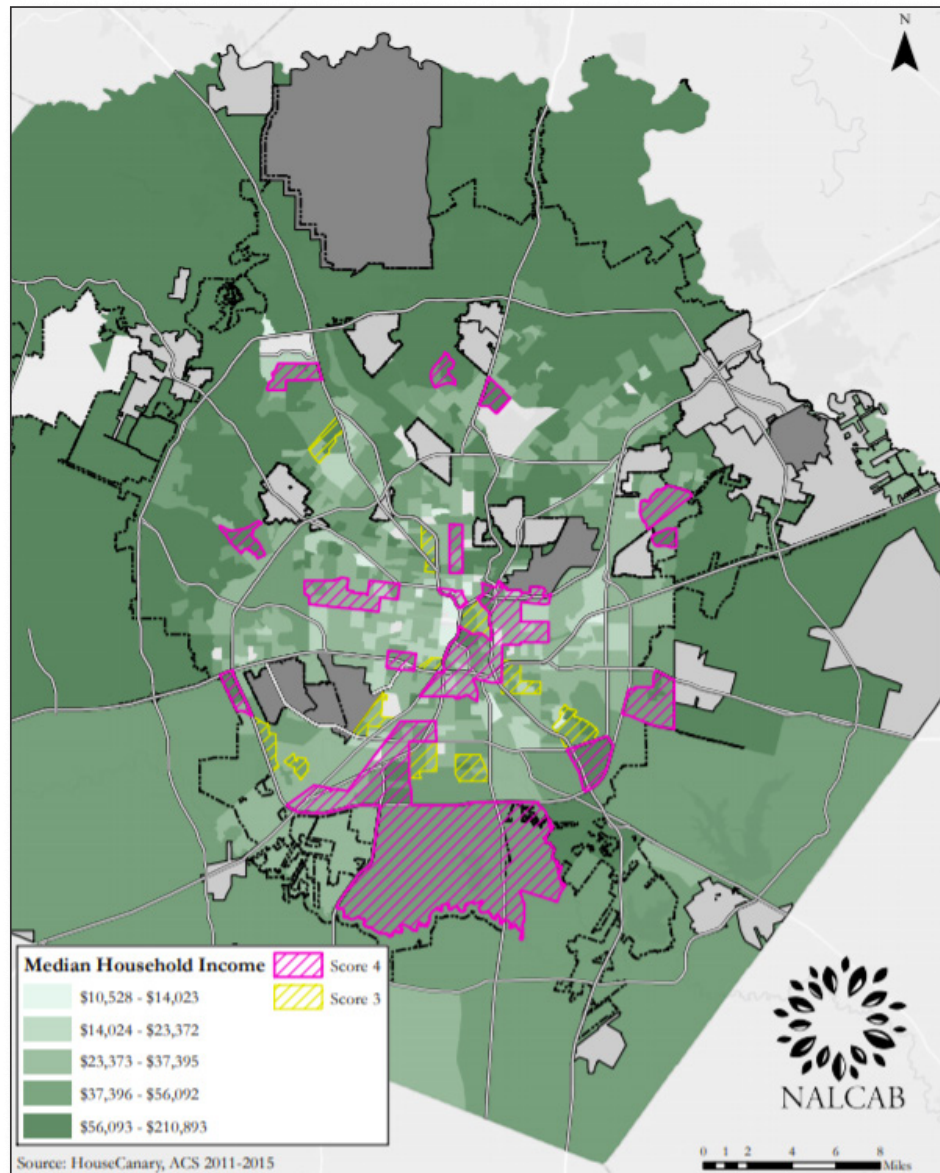 N
Median Household Income
$10,528 - $14,023
$14,024 - $23,372
$23,373 - $37,395
$37,396 - $56,092
$56,093 - $210,893
Score 4
Score 3
NALCAB
Source: HouseCanary, ACS 2011-2015
0 1 2 4 6 8
Miles